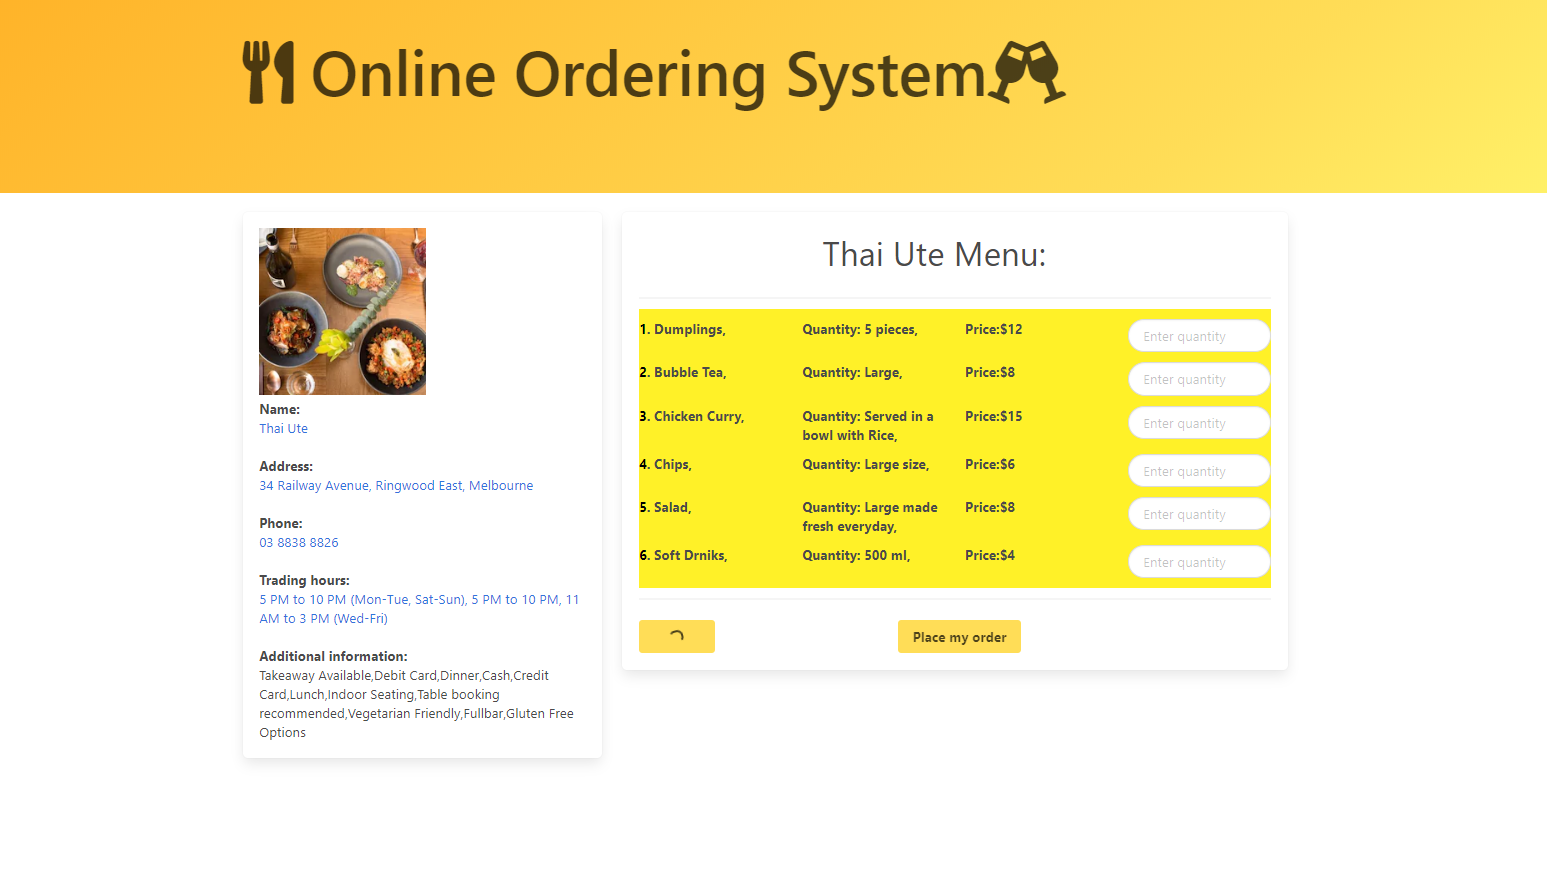 Online Ordering System
Name:
Thai Ute
Address:
34 Railway Avenue, Ringwood East, Melbourne
Phone:
03 8838 8826
Trading hours:
5 PM to 10 PM (Mon-Tue, Sat-Sun), 5 PM to 10 PM, 11
AM to 3 PM (Wed-Fri)
Additional information:
Takeaway Available,Debit Card,Dinner,Cash,Credit
Card,Lunch,Indoor Seating,Table booking
recommended,Vegetarian Friendly,Fullbar,Gluten Free
Options
Thai Ute Menu:
1. Dumplings, Quantity: 5 pieces, Price:$12 Enter quantity
2. Bubble Tea, Quantity: Large, Price:$8 Enter quantity
3. Chicken Curry, Quantity: Served in a Price:$15 Enter quantity
bowl with Rice,
4. Chips, Quantity: Large size, Price:$6 Enter quantity
5. Salad, Quantity: Large made Price:$8 Enter quantity
fresh everyday,
6. Soft Drniks, Quantity: 500 ml, Price:$4 Enter quantity
Place my order